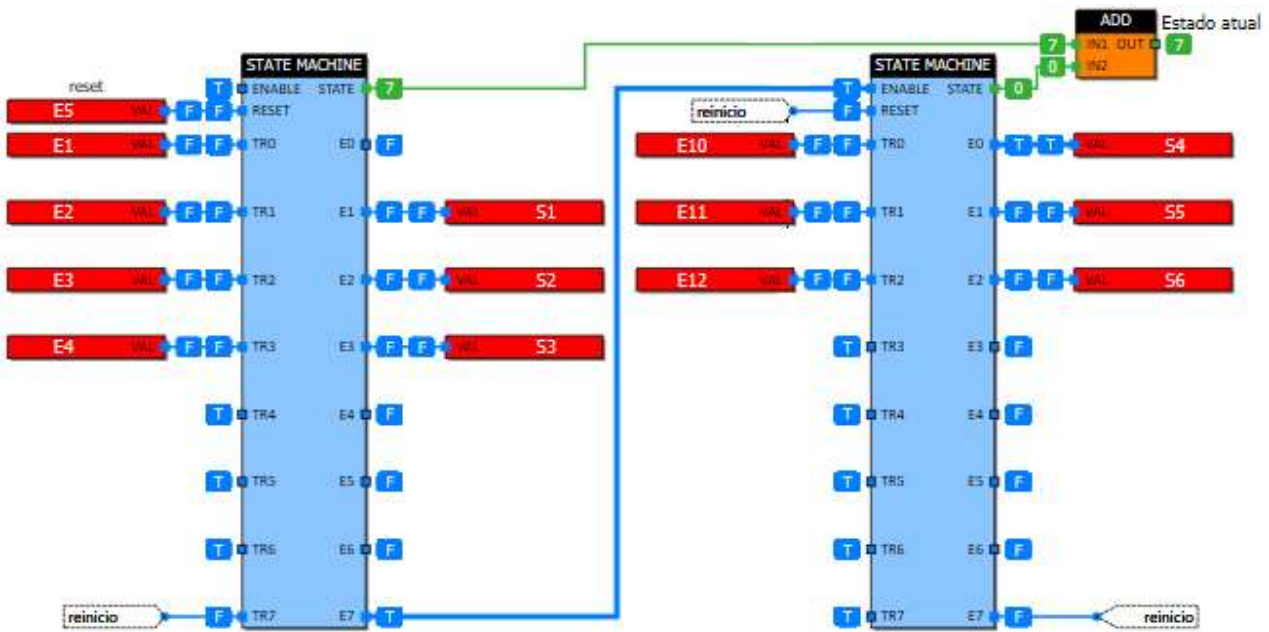 ADD
Estado atual
7 IN1 OUT 7
0 IN2
STATE MACHINE
STATE MACHINE
reset
T ENABLE STATE 7
T ENABLE STATE 0
E5 VAL F F RESET
reinicio F RESET
E1 VAL F F TR0 E0 F
E10 VAL F F TR0 E0 T T VAL S4
E2 VAL F F TR1 E1 F F VAL S1
E11 VAL F F TR1 E1 F F VAL S5
E3 VAL F F TR2 E2 F F VAL S2
E12 VAL F F TR2 E2 F F VAL S6
E4 VAL F F TR3 E3 F F VAL S3
T TR3 E3 F
T TR4 E4 F
T TR4 E4 F
T TR5 E5 F
T TR5 E5 F
T TR6 E6 F
T TR6 E6 F
reinicio F TR7 E7 T
T TR7 E7 F reinicio